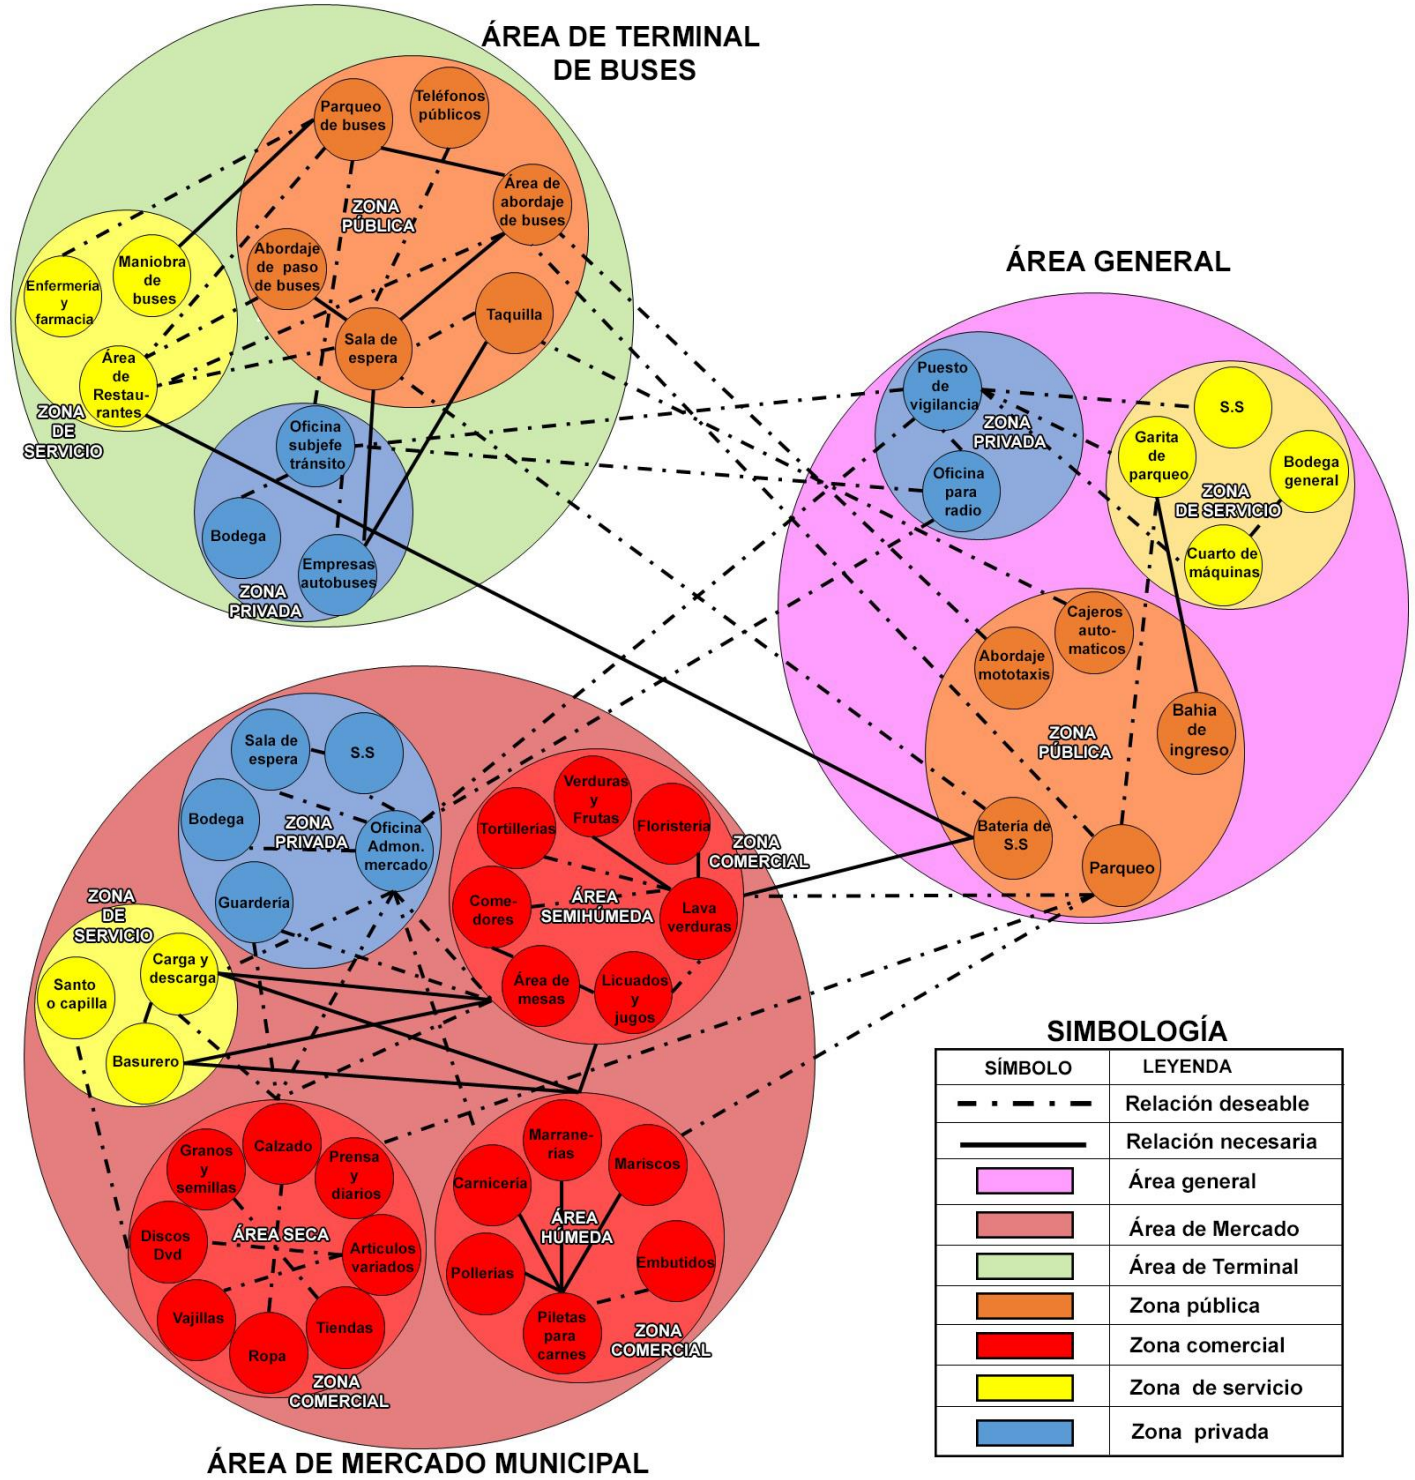 ÁREA DE TERMINAL
DE BUSES
Parqueo
de buses
Teléfonos
públicos
Área de
abordaje
de buses
ZONA
PÚBLICA
Abordaje
de paso
de buses
Sala de
espera
Taquilla
Maniobra
de
buses
Enfermería
y
farmacia
Área
de
Restau-
rantes
ZONA
DE
SERVICIO
Oficina
subjefe
tránsito
Bodega
Empresas
autobuses
ZONA
PRIVADA
ÁREA GENERAL
Puesto
de
vigilancia
ZONA
PRIVADA
Oficina
para
radio
S.S
Garita
de
parqueo
Bodega
general
ZONA
DE SERVICIO
Cuarto de
máquinas
Cajeros
auto-
maticos
Abordaje
mototaxis
Bahia
de
ingreso
ZONA
PÚBLICA
Batería de
S.S
Parqueo
Sala de
espera
S.S
Bodega
ZONA
PRIVADA
Oficina
Admon.
mercado
Guardería
ZONA
DE
SERVICIO
Carga y
descarga
Santo
o capilla
Basurero
Verduras
y
Frutas
Tortillerías
Floristería
ZONA
COMERCIAL
Come-
dores
ÁREA
SEMIHÚMEDA
Lava
verduras
Área de
mesas
Licuados
y
jugos
Granos
y
semillas
Calzado
Prensa
y
diarios
Discos
Dvd
ÁREA SECA
Articulos
variados
Vajillas
Ropa
Tiendas
ZONA
COMERCIAL
Marrane-
rias
Carnicería
Mariscos
ÁREA
HÚMEDA
Pollerias
Embutidos
Piletas
para
carnes
ZONA
COMERCIAL
ÁREA DE MERCADO MUNICIPAL
SIMBOLOGÍA
SÍMBOLO LEYENDA
Relación deseable
Relación necesaria
Área general
Área de Mercado
Área de Terminal
Zona pública
Zona comercial
Zona de servicio
Zona privada